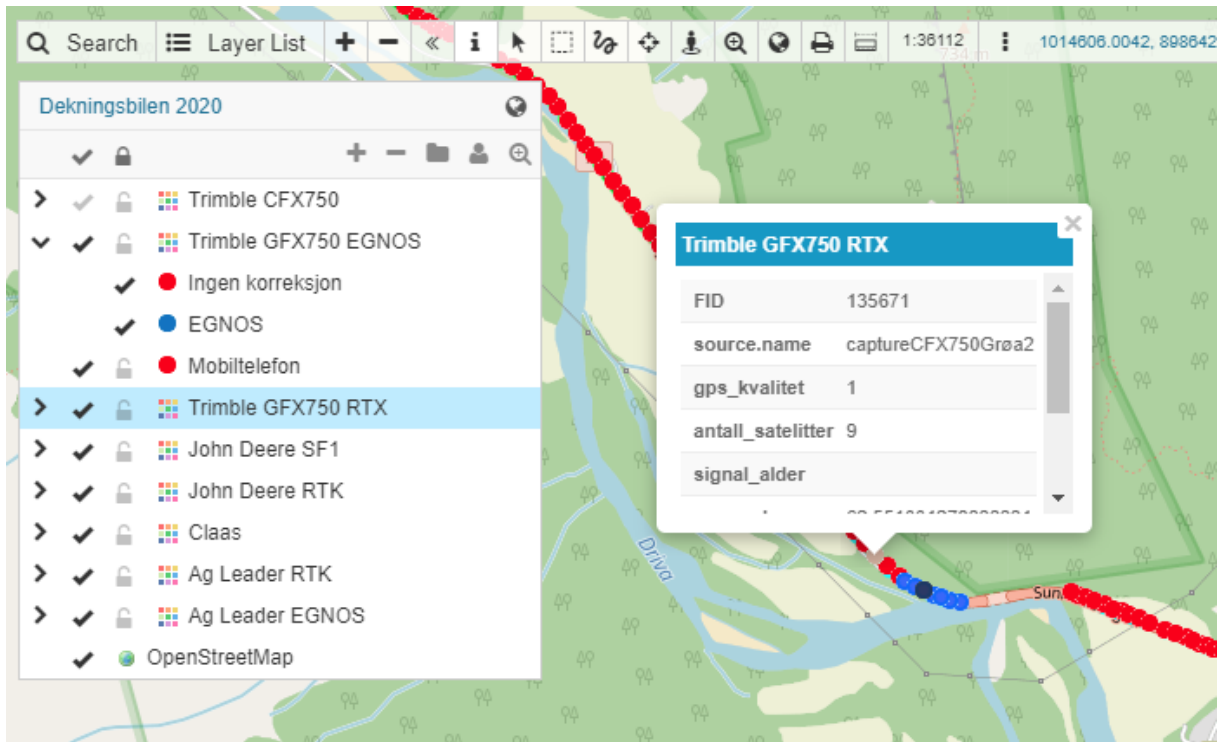 Search
Layer List
1:36112
1014606.0042, 898642
734 m
Dekningsbilen 2020
Trimble CFX750
Trimble GFX750 EGNOS
Ingen korreksjon
EGNOS
Mobiltelefon
Trimble GFX750 RTX
John Deere SF1
John Deere RTK
Claas
Ag Leader RTK
Ag Leader EGNOS
OpenStreetMap
Trimble GFX750 RTX
FID 135671
source.name captureCFX750Grøa2
gps_kvalitet 1
antall_satelitter 9
signal_alder
Driva
Sun